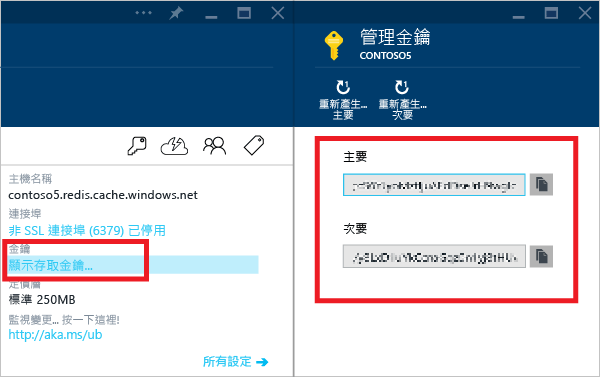 管理金鑰
CONTOSO5
重新產生...
主要
重新產生...
次要
主機名稱
contoso5.redis.cache.windows.net
連接埠
非 SSL 連接埠 (6379) 已停用
金鑰
顯示存取金鑰...
定價層
標準 250MB
監視變更... 按一下這裡!
http://aka.ms/ub
所有設定
主要
次要